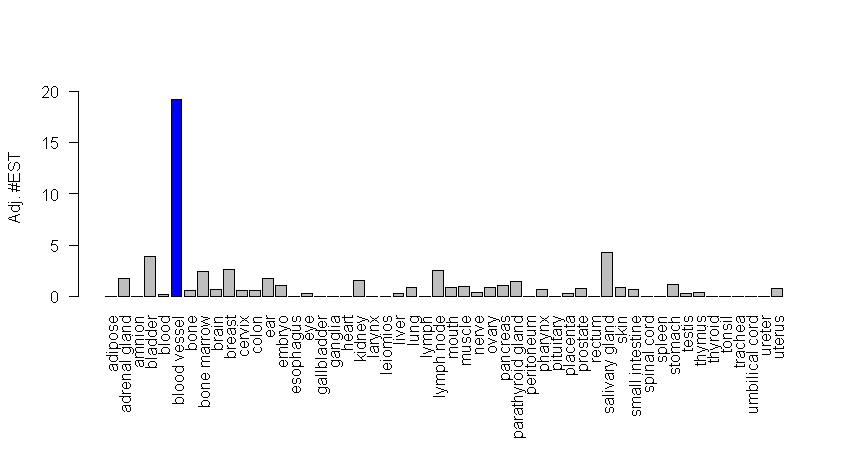 Adj. #EST
20
15
10
5
0
adipose
adrenal gland
amnion
bladder
blood
blood vessel
bone
bone marrow
brain
breast
cervix
colon
ear
embryo
esophagus
eye
gallbladder
ganglia
heart
kidney
larynx
leiomios
liver
lung
lymph
lymph node
mouth
muscle
nerve
ovary
pancreas
parathyroid gland
peritoneum
pharynx
pituitary
placenta
prostate
rectum
salivary gland
skin
small intestine
spinal cord
spleen
stomach
testis
thymus
thyroid
tonsil
trachea
umbilical cord
ureter
uterus